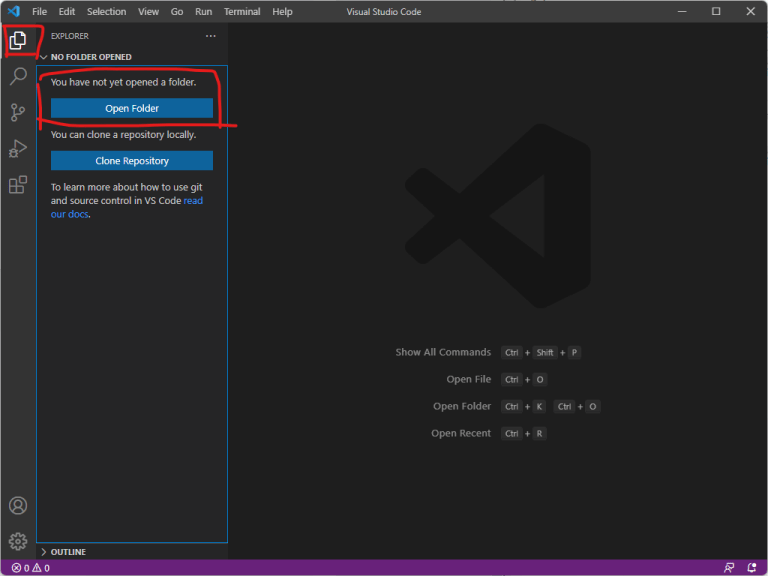 File Edit Selection View Go Run Terminal Help Visual Studio Code
EXPLORER ···
NO FOLDER OPENED
You have not yet opened a folder.
Open Folder
You can clone a repository locally.
Clone Repository
To learn more about how to use git
and source control in VS Code read
our docs.
Show All Commands Ctrl + Shift + P
Open File Ctrl + O
Open Folder Ctrl + K Ctrl + O
Open Recent Ctrl + R
OUTLINE
0 0